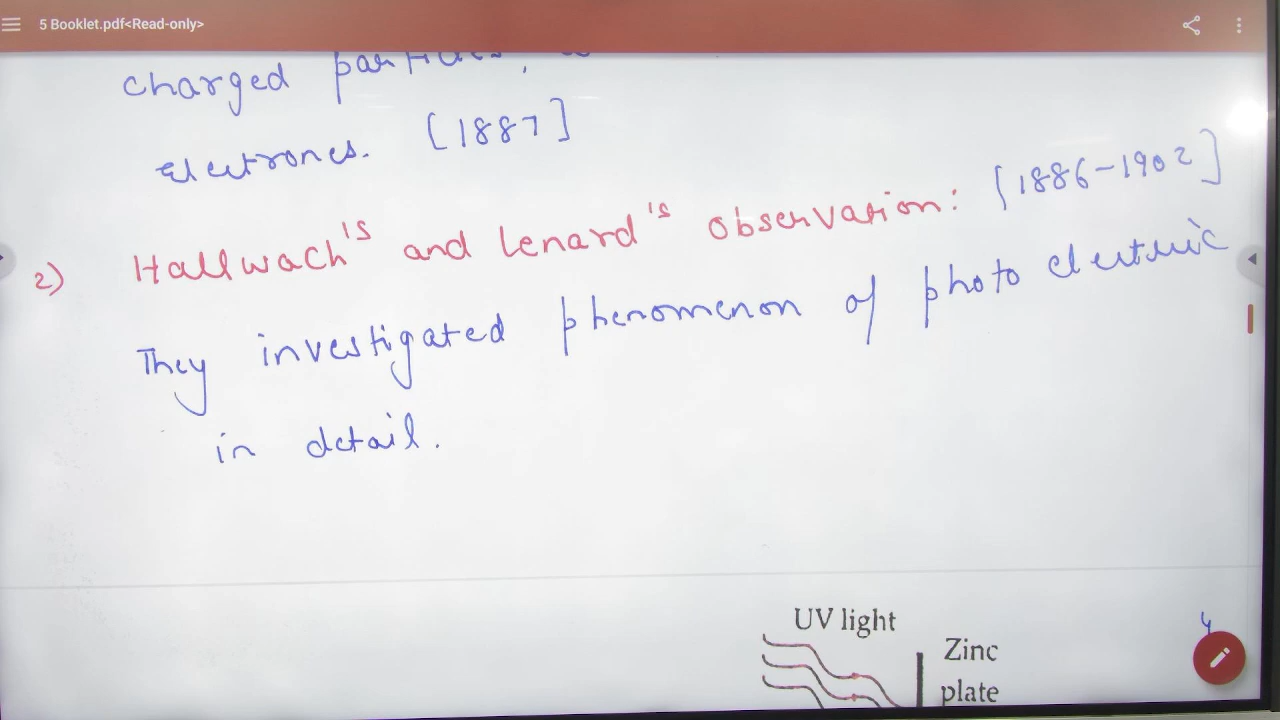 5 Booklet.pdf<Read-only>
charged
electrones. [1887]
2) Hallwach's and Lenard's observation: [1886-1902]
They investigated phenomenon of photo electric
in detail.
UV light
Zinc
plate